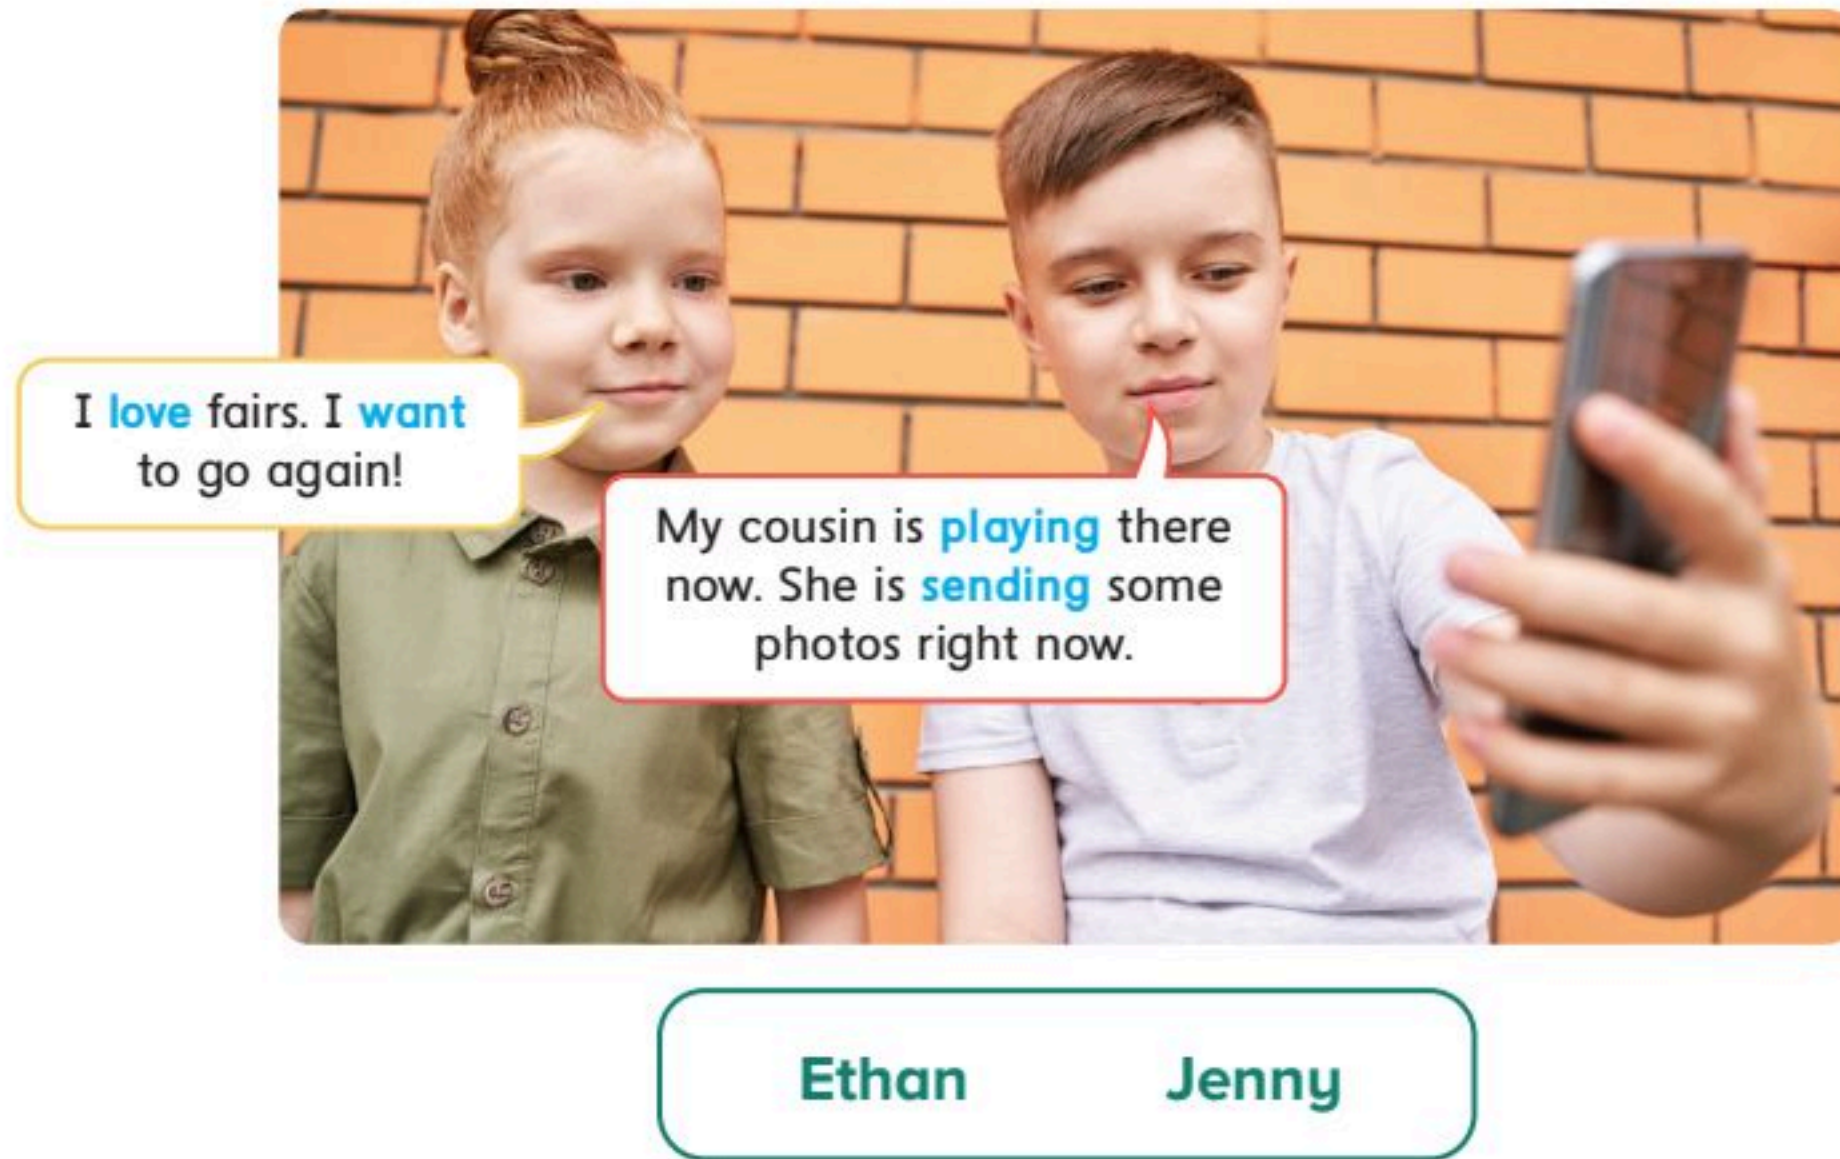 I love fairs. I want
to go again!
My cousin is playing there
now. She is sending some
photos right now.
Ethan Jenny